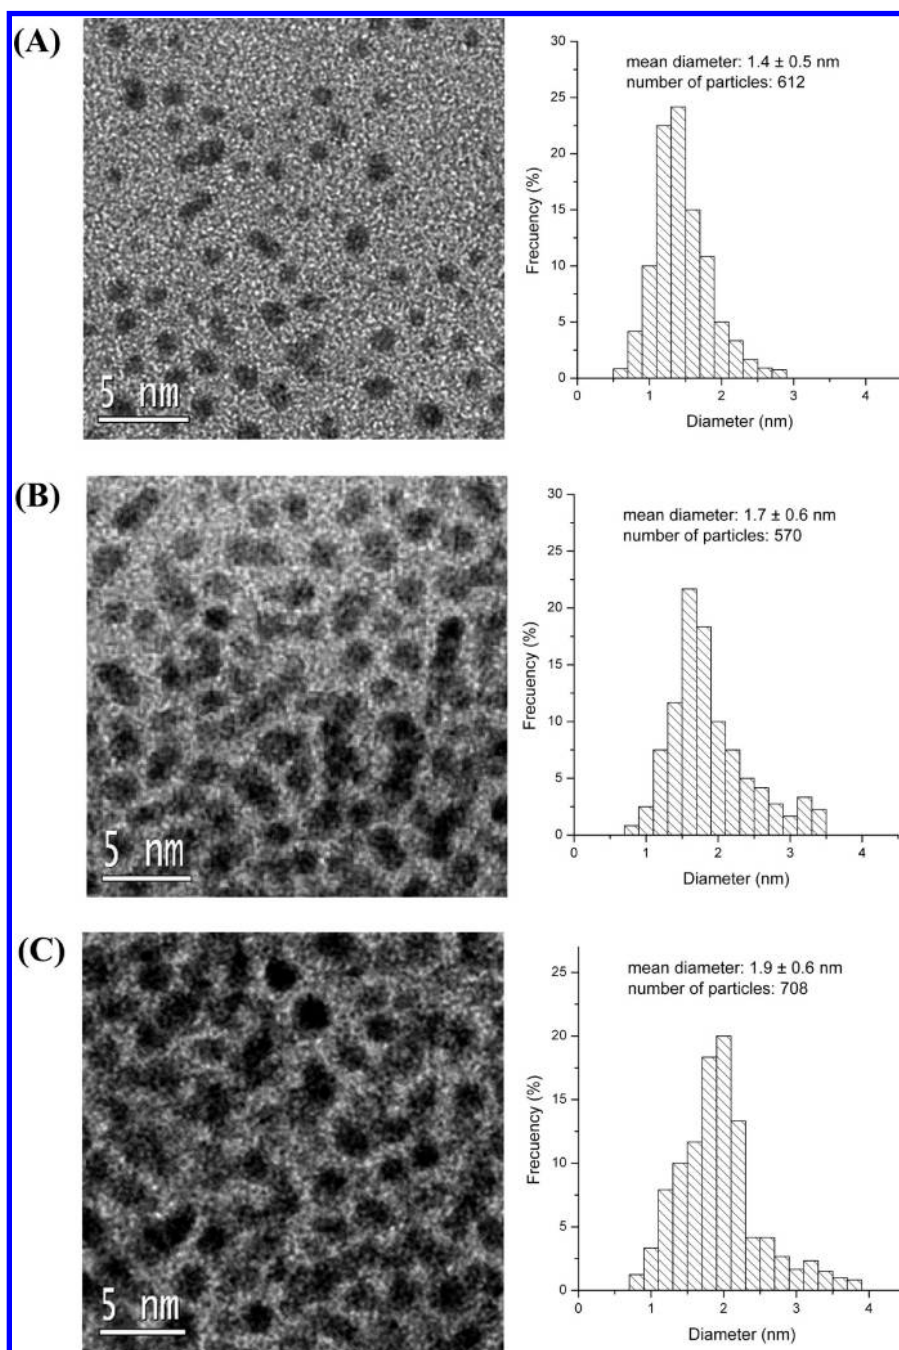 (A)
5 nm
mean diameter: 1.4 ± 0.5 nm
number of particles: 612
Frecuency (%)
30
25
20
15
10
5
0
0 1 2 3 4
Diameter (nm)
(B)
5 nm
mean diameter: 1.7 ± 0.6 nm
number of particles: 570
Frecuency (%)
30
25
20
15
10
5
0
0 1 2 3 4
Diameter (nm)
(C)
5 nm
mean diameter: 1.9 ± 0.6 nm
number of particles: 708
Frecuency (%)
25
20
15
10
5
0
0 1 2 3 4
Diameter (nm)